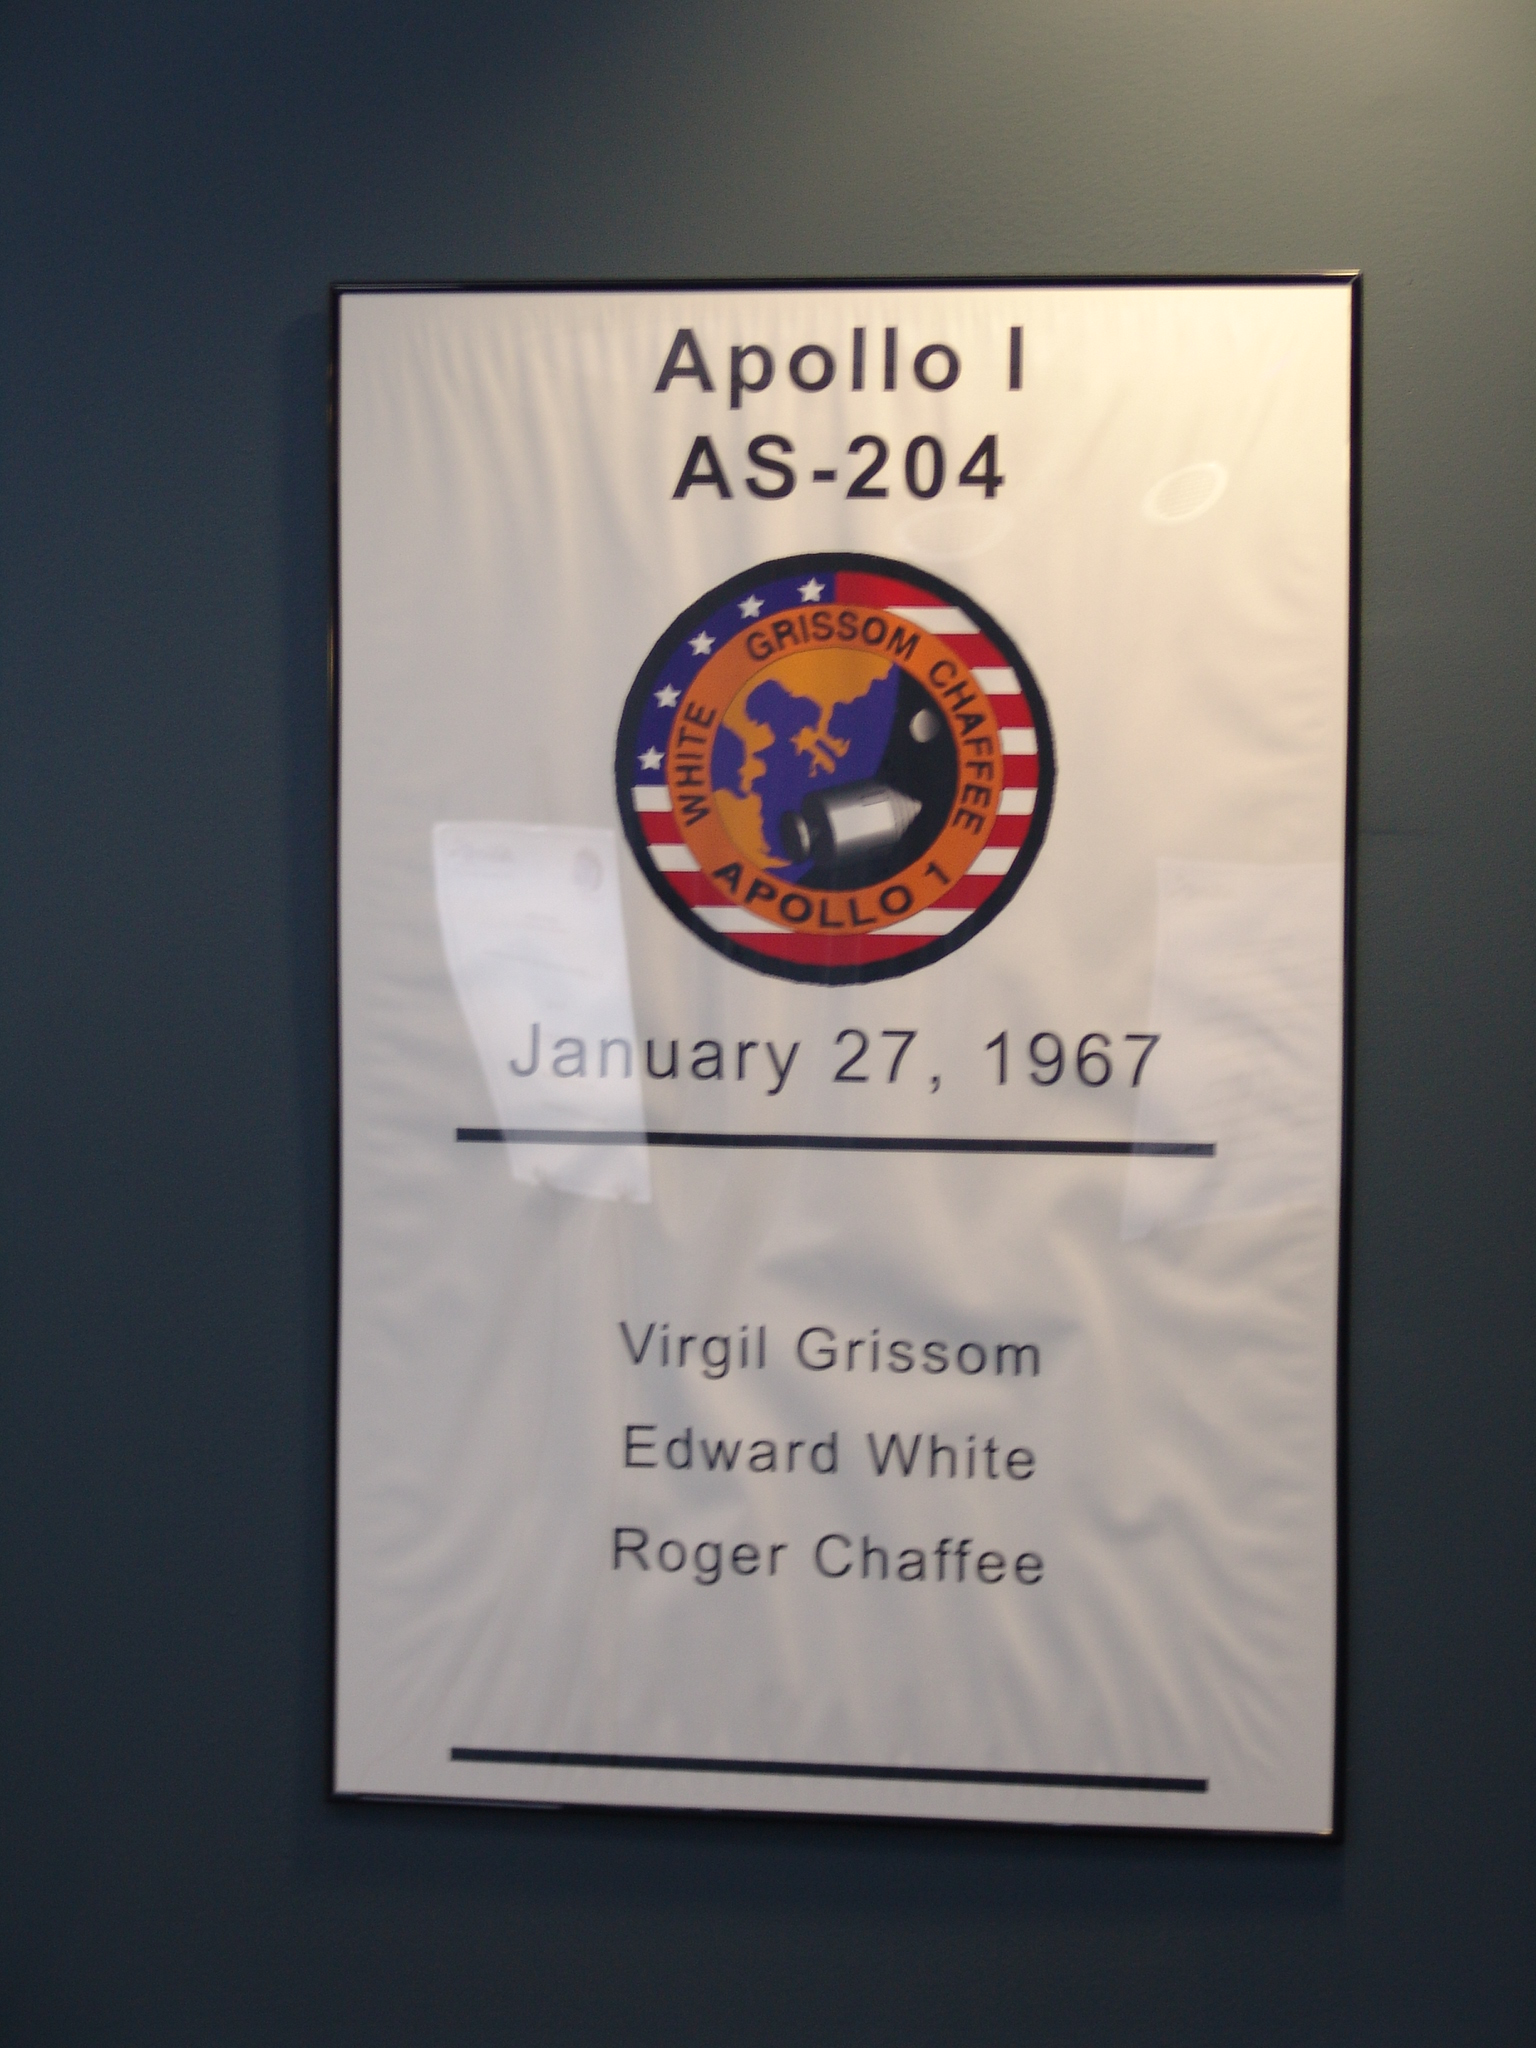 Apollo I
AS-204
WHITE GRISSOM CHAFFEE
APOLLO 1
January 27, 1967
Virgil Grissom
Edward White
Roger Chaffee